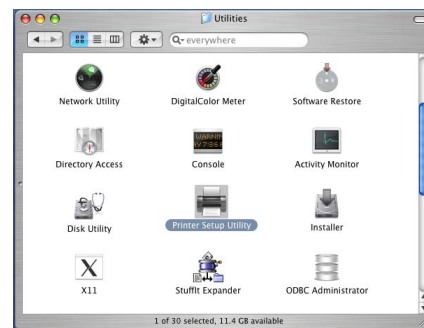 Utilities
everywhere
Network Utility
DigitalColor Meter
Software Restore
Directory Access
Console
Activity Monitor
Disk Utility
Printer Setup Utility
Installer
X11
StuffIt Expander
ODBC Administrator
1 of 30 selected, 11.4 GB available